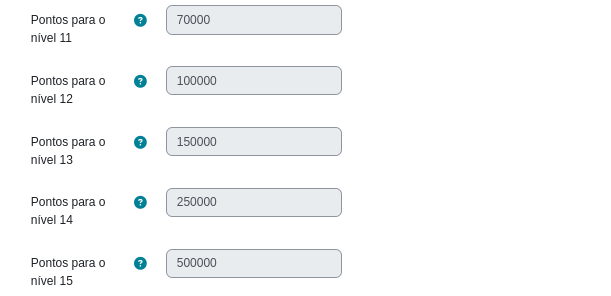 Pontos para o
nível 11
? 70000
Pontos para o
nível 12
? 100000
Pontos para o
nível 13
? 150000
Pontos para o
nível 14
? 250000
Pontos para o
nível 15
? 500000